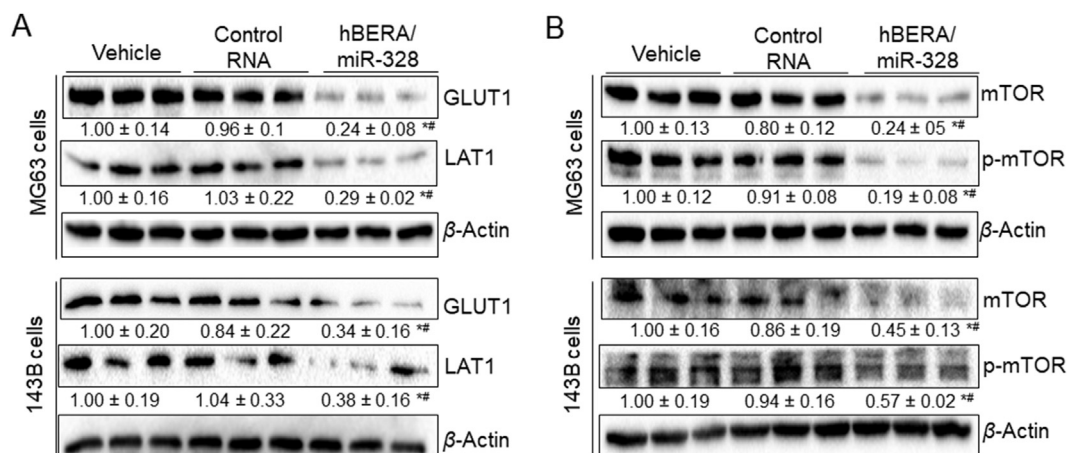 A
Vehicle
Control
RNA
hBERA/
miR-328
MG63 cells
GLUT1
1.00 ± 0.14 0.96 ± 0.1 0.24 ± 0.08 *#
LAT1
1.00 ± 0.16 1.03 ± 0.22 0.29 ± 0.02 *#
β-Actin
143B cells
GLUT1
1.00 ± 0.20 0.84 ± 0.22 0.34 ± 0.16 *#
LAT1
1.00 ± 0.19 1.04 ± 0.33 0.38 ± 0.16 *#
β-Actin
B
Vehicle
Control
RNA
hBERA/
miR-328
MG63 cells
mTOR
1.00 ± 0.13 0.80 ± 0.12 0.24 ± 05 *#
p-mTOR
1.00 ± 0.12 0.91 ± 0.08 0.19 ± 0.08 *#
β-Actin
143B cells
mTOR
1.00 ± 0.16 0.86 ± 0.19 0.45 ± 0.13 *#
p-mTOR
1.00 ± 0.19 0.94 ± 0.16 0.57 ± 0.02 *#
β-Actin